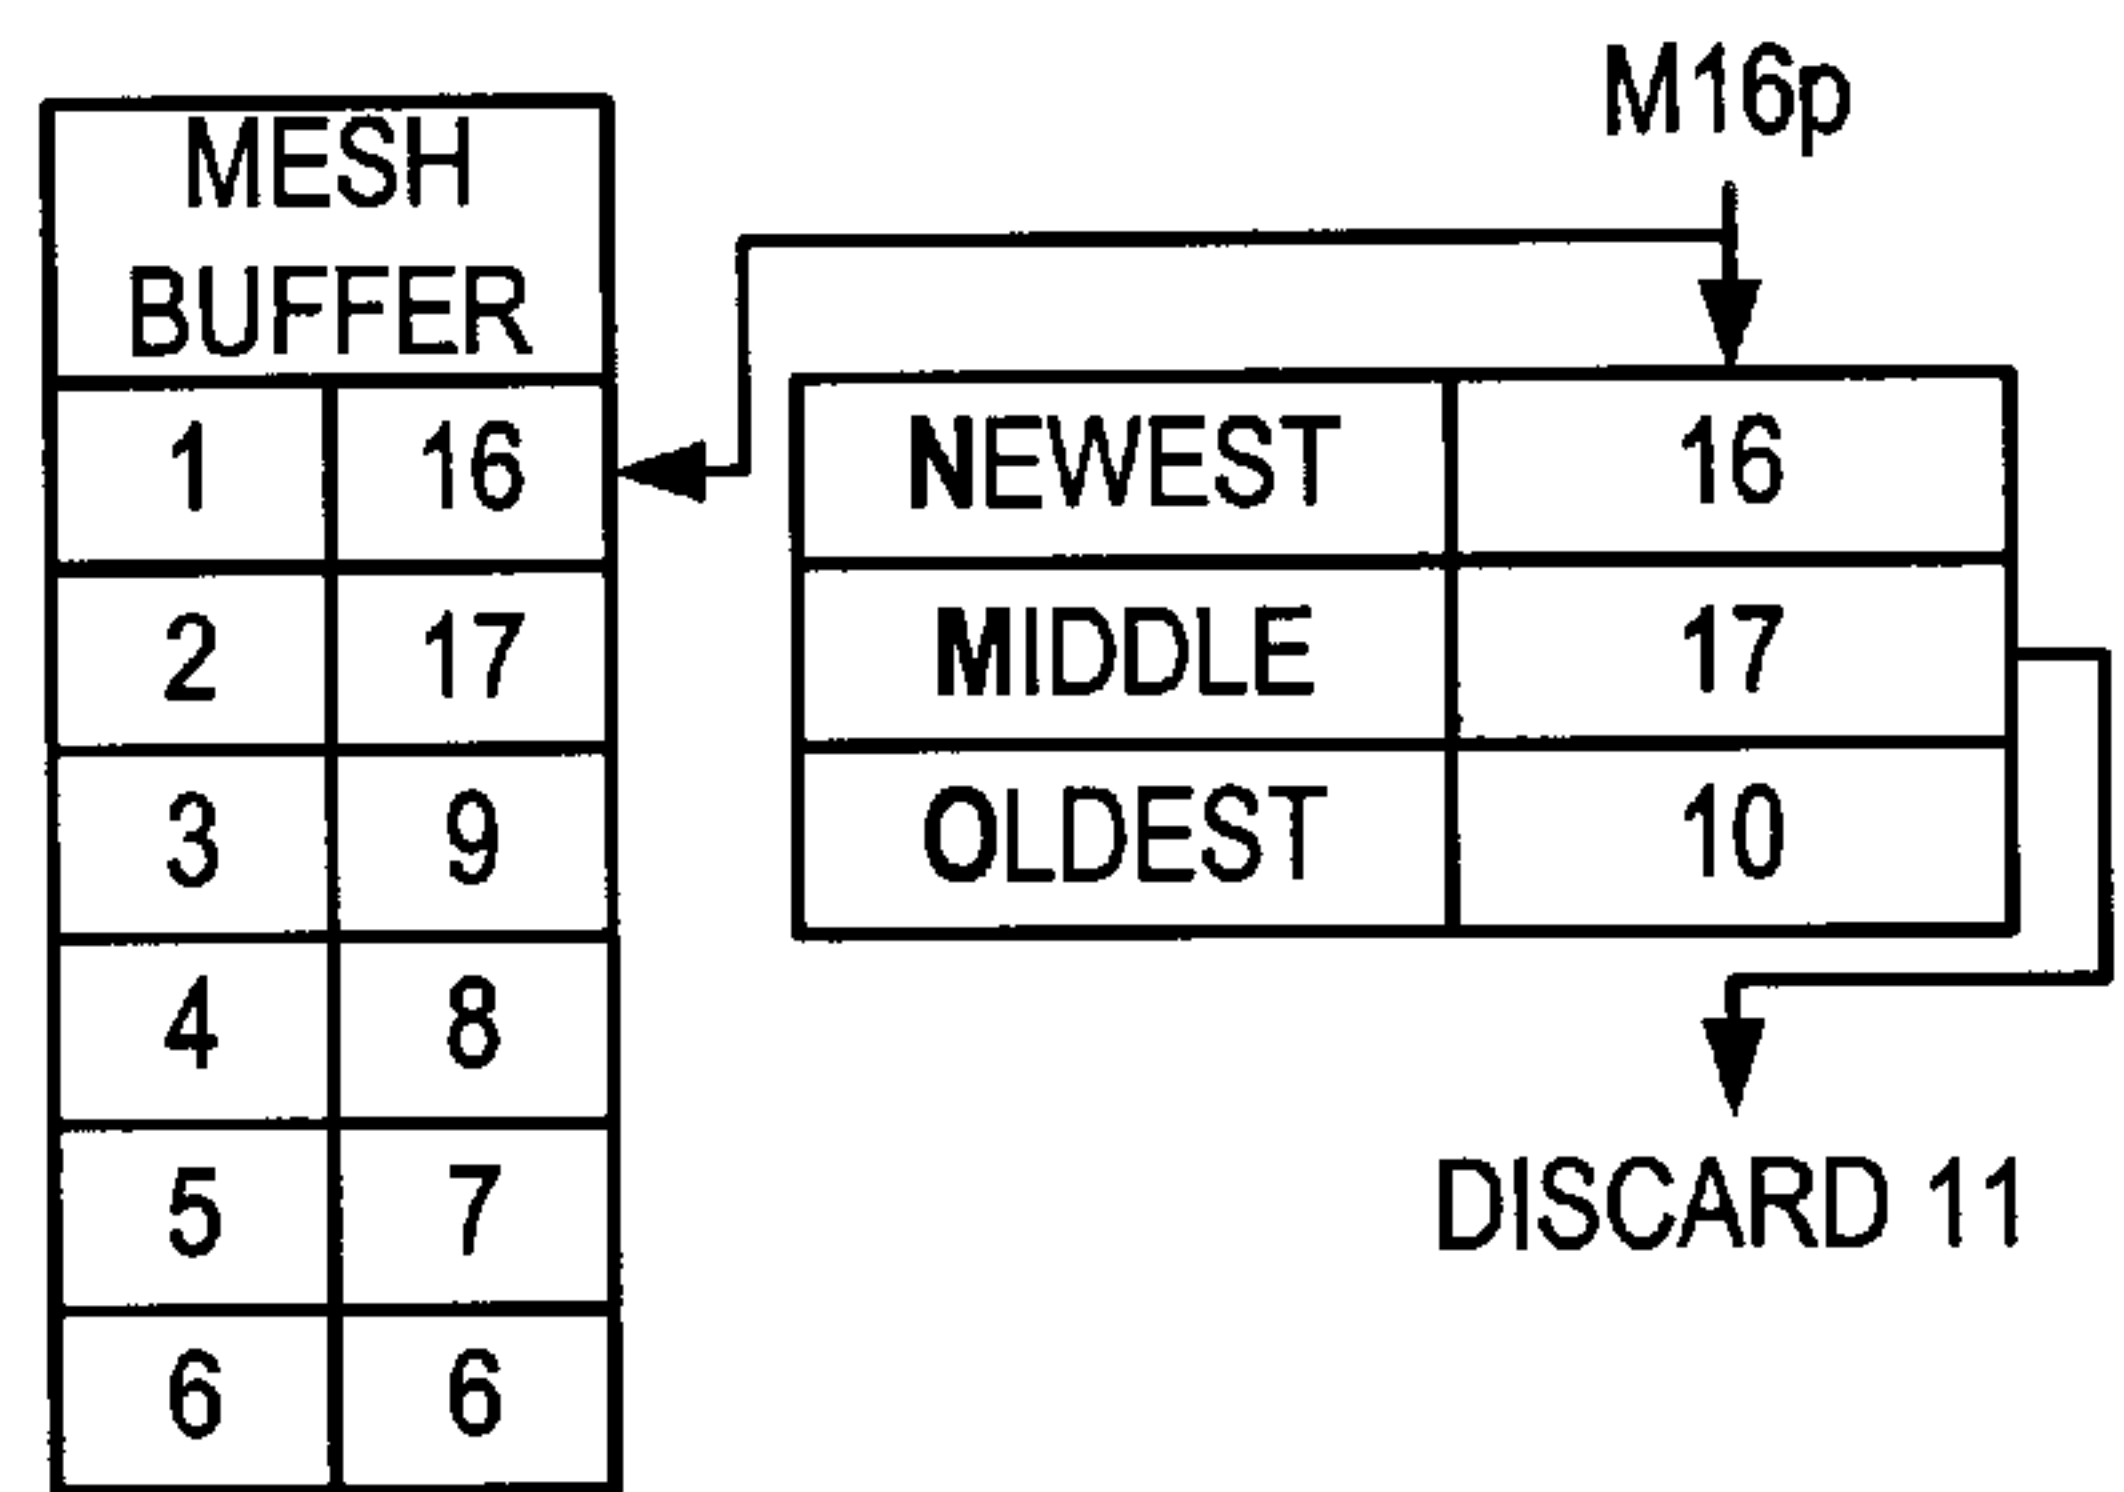 M16p
MESH
BUFFER
1 16
2 17
3 9
4 8
5 7
6 6
NEWEST 16
MIDDLE 17
OLDEST 10
DISCARD 11